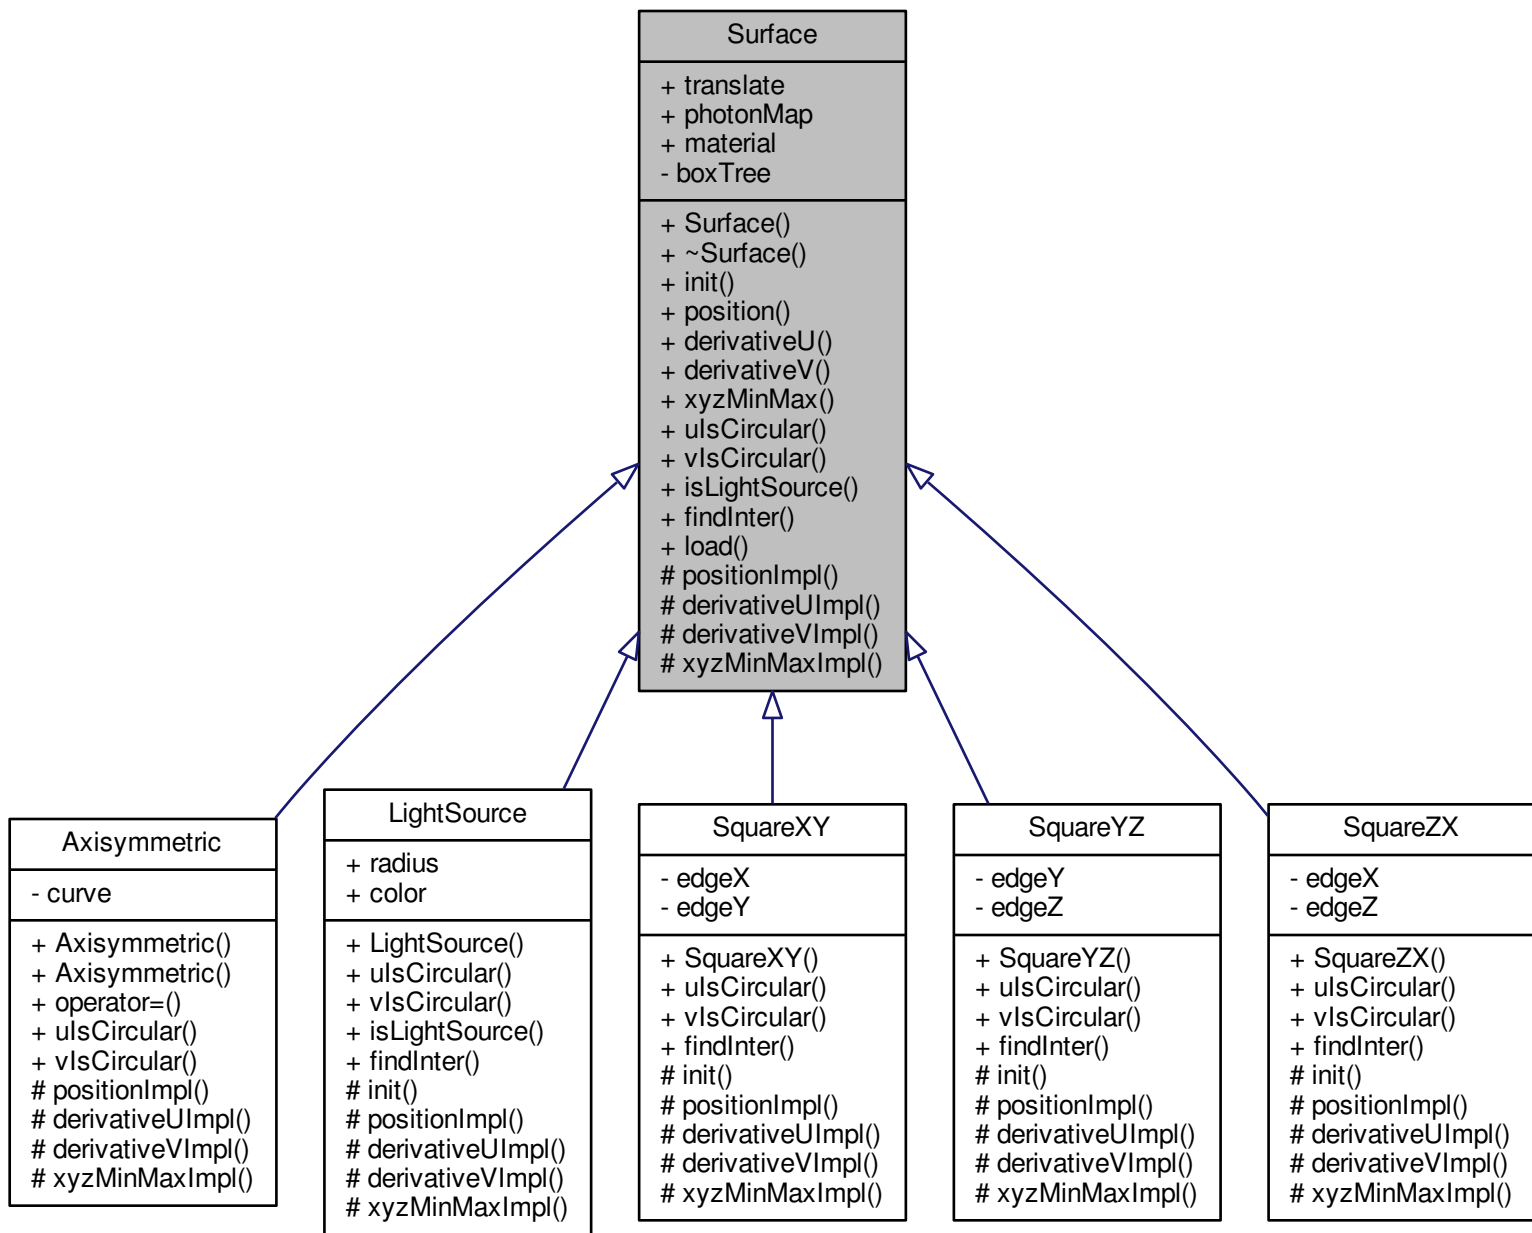 Surface
+ translate
+ photonMap
+ material
- boxTree
+ Surface()
+ ~Surface()
+ init()
+ position()
+ derivativeU()
+ derivativeV()
+ xyzMinMax()
+ uIsCircular()
+ vIsCircular()
+ isLightSource()
+ findInter()
+ load()
# positionImpl()
# derivativeUImpl()
# derivativeVImpl()
# xyzMinMaxImpl()
Axisymmetric
- curve
+ Axisymmetric()
+ Axisymmetric()
+ operator=()
+ uIsCircular()
+ vIsCircular()
# positionImpl()
# derivativeUImpl()
# derivativeVImpl()
# xyzMinMaxImpl()
LightSource
+ radius
+ color
+ LightSource()
+ uIsCircular()
+ vIsCircular()
+ isLightSource()
+ findInter()
# init()
# positionImpl()
# derivativeUImpl()
# derivativeVImpl()
# xyzMinMaxImpl()
SquareXY
- edgeX
- edgeY
+ SquareXY()
+ uIsCircular()
+ vIsCircular()
+ findInter()
# init()
# positionImpl()
# derivativeUImpl()
# derivativeVImpl()
# xyzMinMaxImpl()
SquareYZ
- edgeY
- edgeZ
+ SquareYZ()
+ uIsCircular()
+ vIsCircular()
+ findInter()
# init()
# positionImpl()
# derivativeUImpl()
# derivativeVImpl()
# xyzMinMaxImpl()
SquareZX
- edgeX
- edgeZ
+ SquareZX()
+ uIsCircular()
+ vIsCircular()
+ findInter()
# init()
# positionImpl()
# derivativeUImpl()
# derivativeVImpl()
# xyzMinMaxImpl()